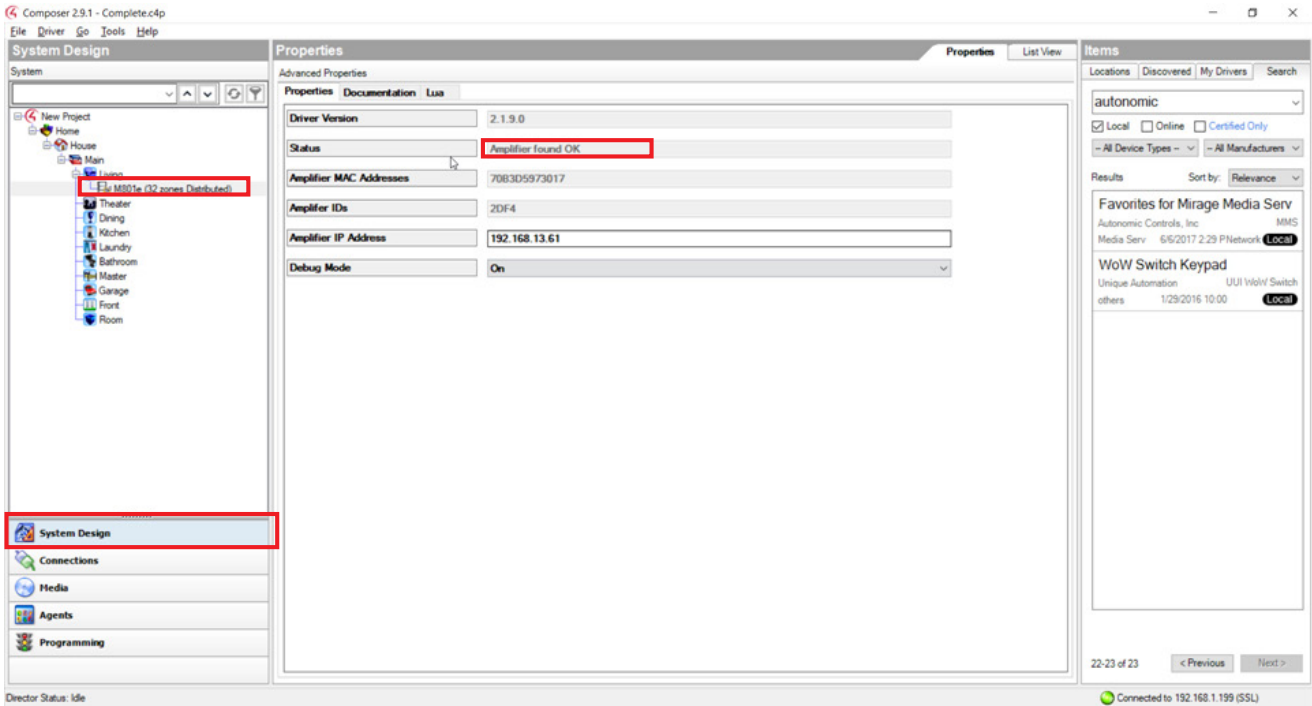 Composer 2.9.1 - Complete.c4p
File Driver Go Tools Help
System Design
System
New Project
Home
House
Main
Living
M801e (32 zones Distributed)
Theater
Dining
Kitchen
Laundry
Bathroom
Master
Garage
Front
Room
System Design
Connections
Media
Agents
Programming
Director Status: Idle
Properties
Properties List View
Advanced Properties
Properties Documentation Lua
Driver Version 2.1.9.0
Status Amplifier found OK
Amplifier MAC Addresses 70B3D5973017
Amplifer IDs 2DF4
Amplifier IP Address 192.168.13.61
Debug Mode On
Items
Locations Discovered My Drivers Search
autonomic
Local Online Certified Only
-- All Device Types -- -- All Manufacturers
Results Sort by: Relevance
Favorites for Mirage Media Serv
Autonomic Controls, Inc MMS
Media Serv 6/6/2017 2:29 PNetwork Local
WoW Switch Keypad
Unique Automation UUI WoW Switch
others 1/29/2016 10:00 Local
22-23 of 23 < Previous Next >
Connected to 192.168.1.199 (SSL)